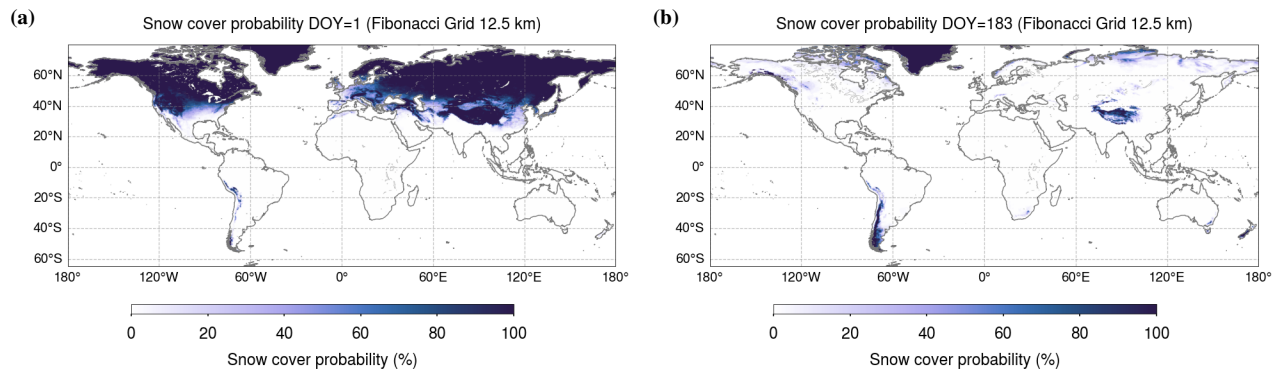 (a)
Snow cover probability DOY=1 (Fibonacci Grid 12.5 km)
60°N
40°N
20°N
0°
20°S
40°S
60°S
180° 120°W 60°W 0° 60°E 120°E 180°
0 20 40 60 80 100
Snow cover probability (%)
(b)
Snow cover probability DOY=183 (Fibonacci Grid 12.5 km)
60°N
40°N
20°N
0°
20°S
40°S
60°S
180° 120°W 60°W 0° 60°E 120°E 180°
0 20 40 60 80 100
Snow cover probability (%)